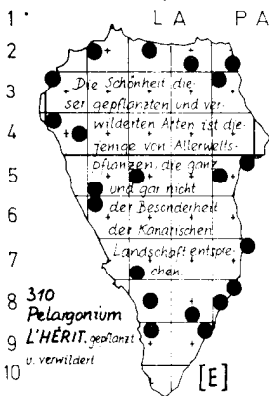 1 LA PA
2
3
4
5
6
7
8
9
10
Die Schönheit die-
ser gepflanzten und ver-
wilderten Arten ist die-
jenige von Allerwelts-
pflanzen, die ganz
und gar nicht
der Besonderheit
der Kanarischen
Landschaft entspre-
chen.
310
Pelargonium
L'HÉRIT. gepflanzt
u. verwildert
[E]